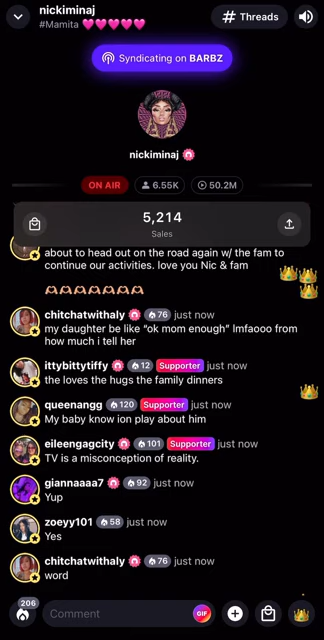 nickiminaj
#Mamita 💗💗💗💗💗
# Threads
Syndicating on BARBZ
nickiminaj
ON AIR 6.55K 50.2M
5,214
Sales
about to head out on the road again w/ the fam to
continue our activities. love you Nic & fam
🫶🏽🫶🏽🫶🏽🫶🏽🫶🏽🫶🏽🫶🏽
chitchatwithaly 76 just now
my daughter be like “ok mom enough” lmfaooo from
how much i tell her
ittybittytiffy 12 Supporter just now
the loves the hugs the family dinners
queenangg 120 Supporter just now
My baby know ion play about him
eileengagcity 101 Supporter just now
TV is a misconception of reality.
giannaaaa7 92 just now
Yup
zoeyy101 58 just now
Yes
chitchatwithaly 76 just now
word
206
Comment GIF